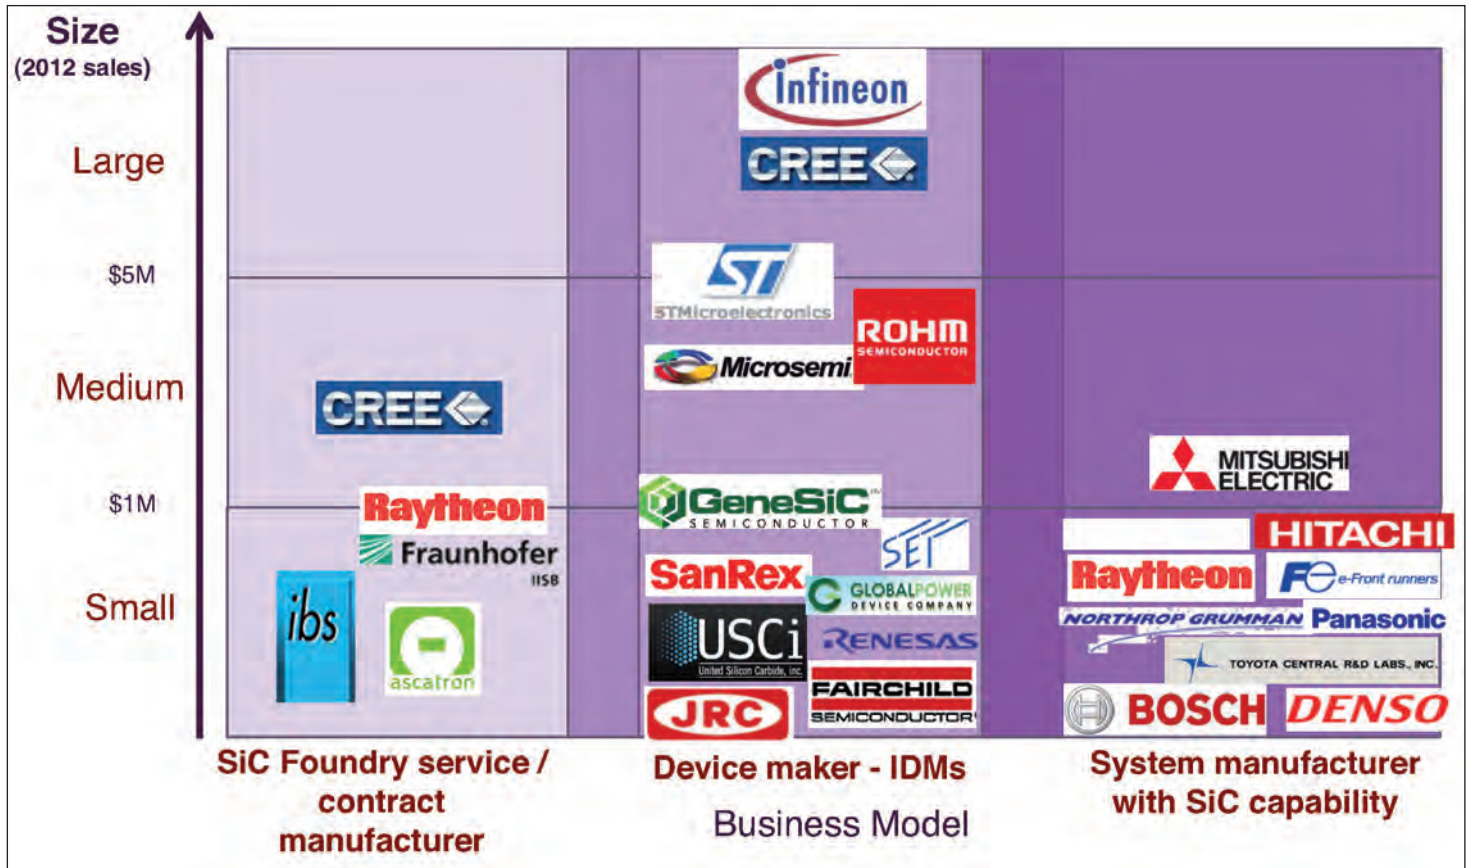 Size
(2012 sales)
Large
$5M
Medium
$1M
Small
infineon
CREE
STMicroelectronics
ST
ROHM
SEMICONDUCTOR
Microsemi
CREE
MITSUBISHI
ELECTRIC
Raytheon
Fraunhofer
IISB
ibs
ascatron
GeneSiC
SEMICONDUCTOR
SEI
SanRex
GLOBALPOWER
DEVICE COMPANY
USCi
United Silicon Carbide, inc.
RENESAS
JRC
FAIRCHILD
SEMICONDUCTOR
HITACHI
Raytheon
Fe e-Front runners
NORTHROP GRUMMAN
Panasonic
TOYOTA CENTRAL R&D LABS., INC.
BOSCH
DENSO
SiC Foundry service /
contract
manufacturer
Device maker - IDMs
System manufacturer
with SiC capability
Business Model